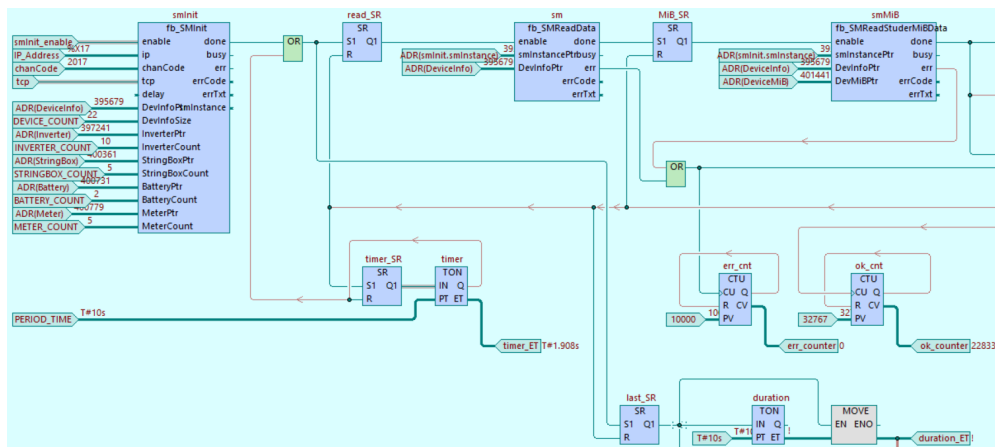 smInit
fb_SMInit
smInit_enable
enable done
IP_Address
%X17
ip busy
chanCode
2017
chanCode err
tcp
tcp errCode
delay errTxt
ADR(DeviceInfo)
395679
smInstance
DEVICE_COUNT
22
DevInfoSize
ADR(Inverter)
397241
InverterPtr
INVERTER_COUNT
10
InverterCount
ADR(StringBox)
400361
StringBoxPtr
STRINGBOX_COUNT
5
StringBoxCount
ADR(Battery)
400731
BatteryPtr
BATTERY_COUNT
2
BatteryCount
ADR(Meter)
400779
MeterPtr
METER_COUNT
5
MeterCount
OR
read_SR
SR
S1 Q1
R
sm
fb_SMReadData
enable done
ADR(smInit.smInstance)
39
busy
ADR(DeviceInfo)
395679
DevInfoPtr err
errCode
errTxt
MiB_SR
SR
S1 Q1
R
smMiB
fb_SMReadStuderMiBData
enable done
ADR(smInit.smInstance)
39
smInstancePtr busy
ADR(DeviceInfo)
395679
DevInfoPtr err
ADR(DeviceMiB)
401441
DevMiBPtr errCode
errTxt
OR
timer_SR
SR
S1 Q1
R
timer
TON
IN Q
PT ET
PERIOD_TIME
T#10s
timer_ET
T#1.908s
err_cnt
CTU
CU Q
R CV
PV
10000
err_counter
0
ok_cnt
CTU
CU Q
R CV
PV
32767
ok_counter
22833
last_SR
SR
S1 Q1
R
duration
TON
IN Q
PT ET
T#10s
MOVE
EN ENO
duration_ET
!